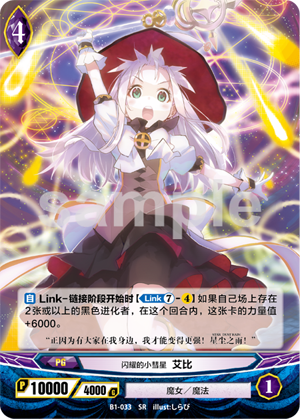 4
sample
自 Link-链接阶段开始时【Link 7 - 4】如果自己场上存在
2张或以上的黑色进化者，在这个回合内，这张卡的力量值
+6000。
“正因为有大家在我身边，我才能变得更强！星尘之雨！”
PG 闪耀的小彗星 艾比
P 10000 4000 G 魔女／魔法 1
B1-033 SR illust:しらび